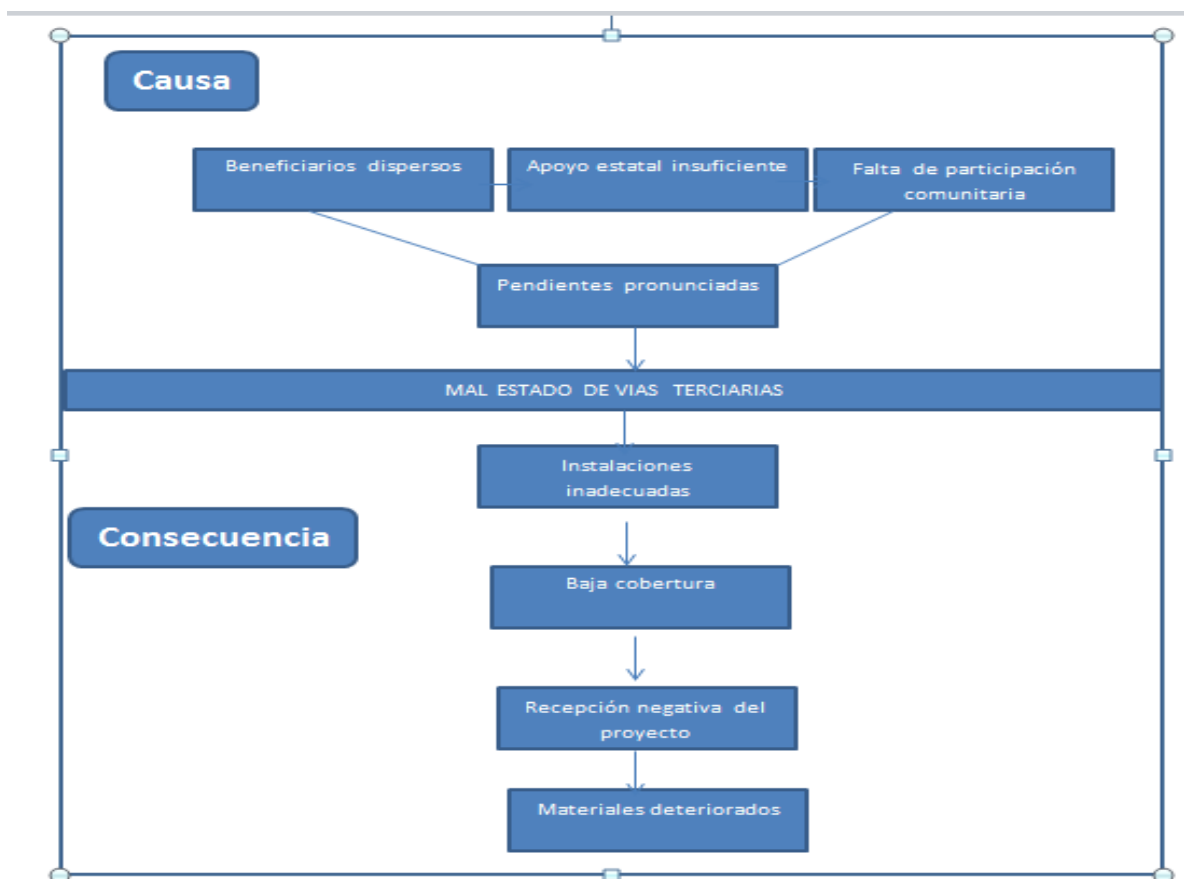 Causa
Beneficiarios dispersos
Apoyo estatal insuficiente
Falta de participación
comunitaria
Pendientes pronunciadas
MAL ESTADO DE VIAS TERCIARIAS
Instalaciones
inadecuadas
Consecuencia
Baja cobertura
Recepción negativa del
proyecto
Materiales deteriorados